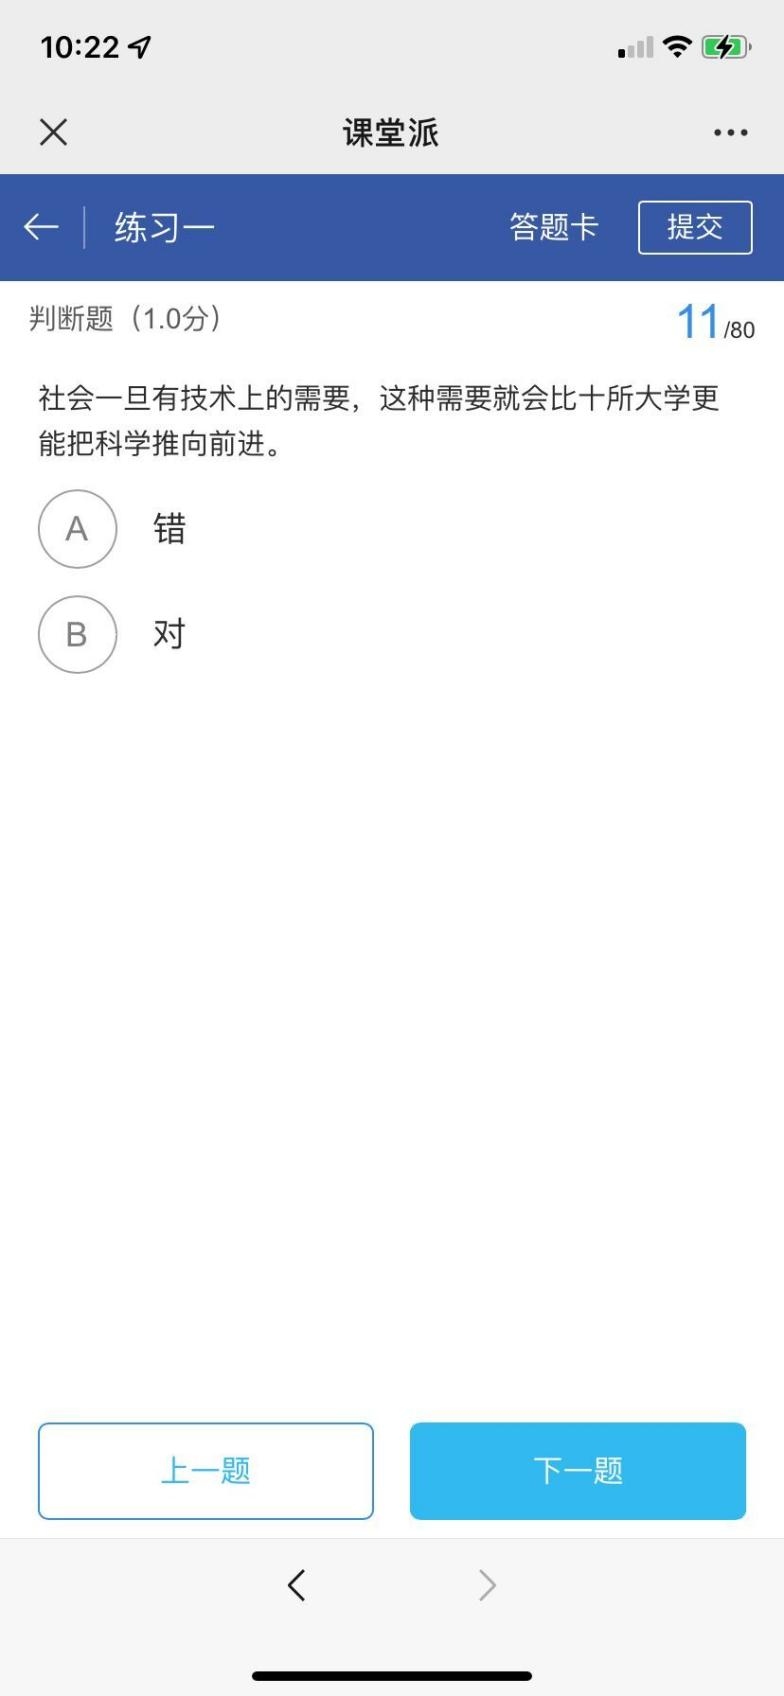 10:22
课堂派
练习一 答题卡 提交
判断题（1.0分） 11/80
社会一旦有技术上的需要，这种需要就会比十所大学更
能把科学推向前进。
A 错
B 对
上一题 下一题